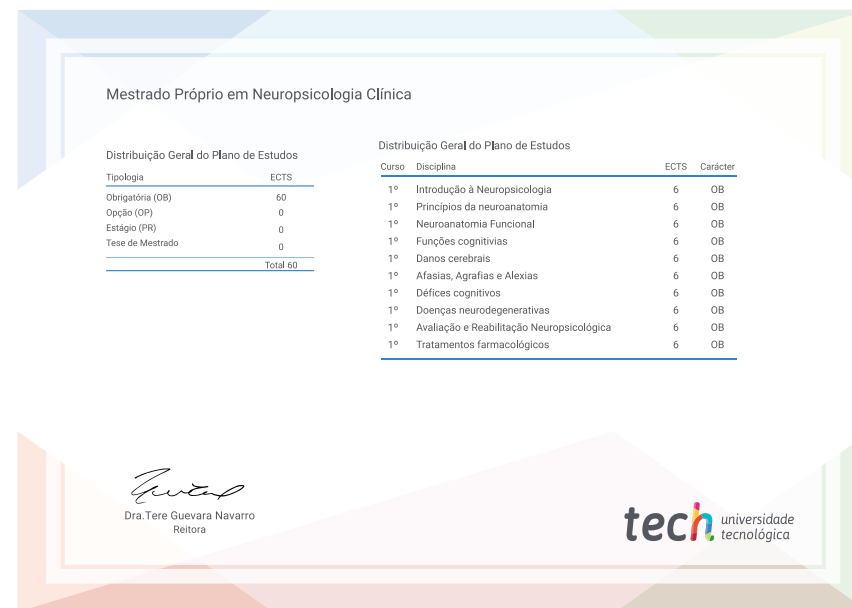 Mestrado Próprio em Neuropsicologia Clínica
Distribuição Geral do Plano de Estudos
Tipologia ECTS
Obrigatória (OB) 60
Opção (OP) 0
Estágio (PR) 0
Tese de Mestrado 0
Total 60
Distribuição Geral do Plano de Estudos
Curso Disciplina ECTS Carácter
1º Introdução à Neuropsicologia 6 OB
1º Princípios da neuroanatomia 6 OB
1º Neuroanatomia Funcional 6 OB
1º Funções cognitivias 6 OB
1º Danos cerebrais 6 OB
1º Afasias, Agrafias e Alexias 6 OB
1º Défices cognitivos 6 OB
1º Doenças neurodegenerativas 6 OB
1º Avaliação e Reabilitação Neuropsicológica 6 OB
1º Tratamentos farmacológicos 6 OB
Dra.Tere Guevara Navarro
Reitora
tech universidade
tecnológica